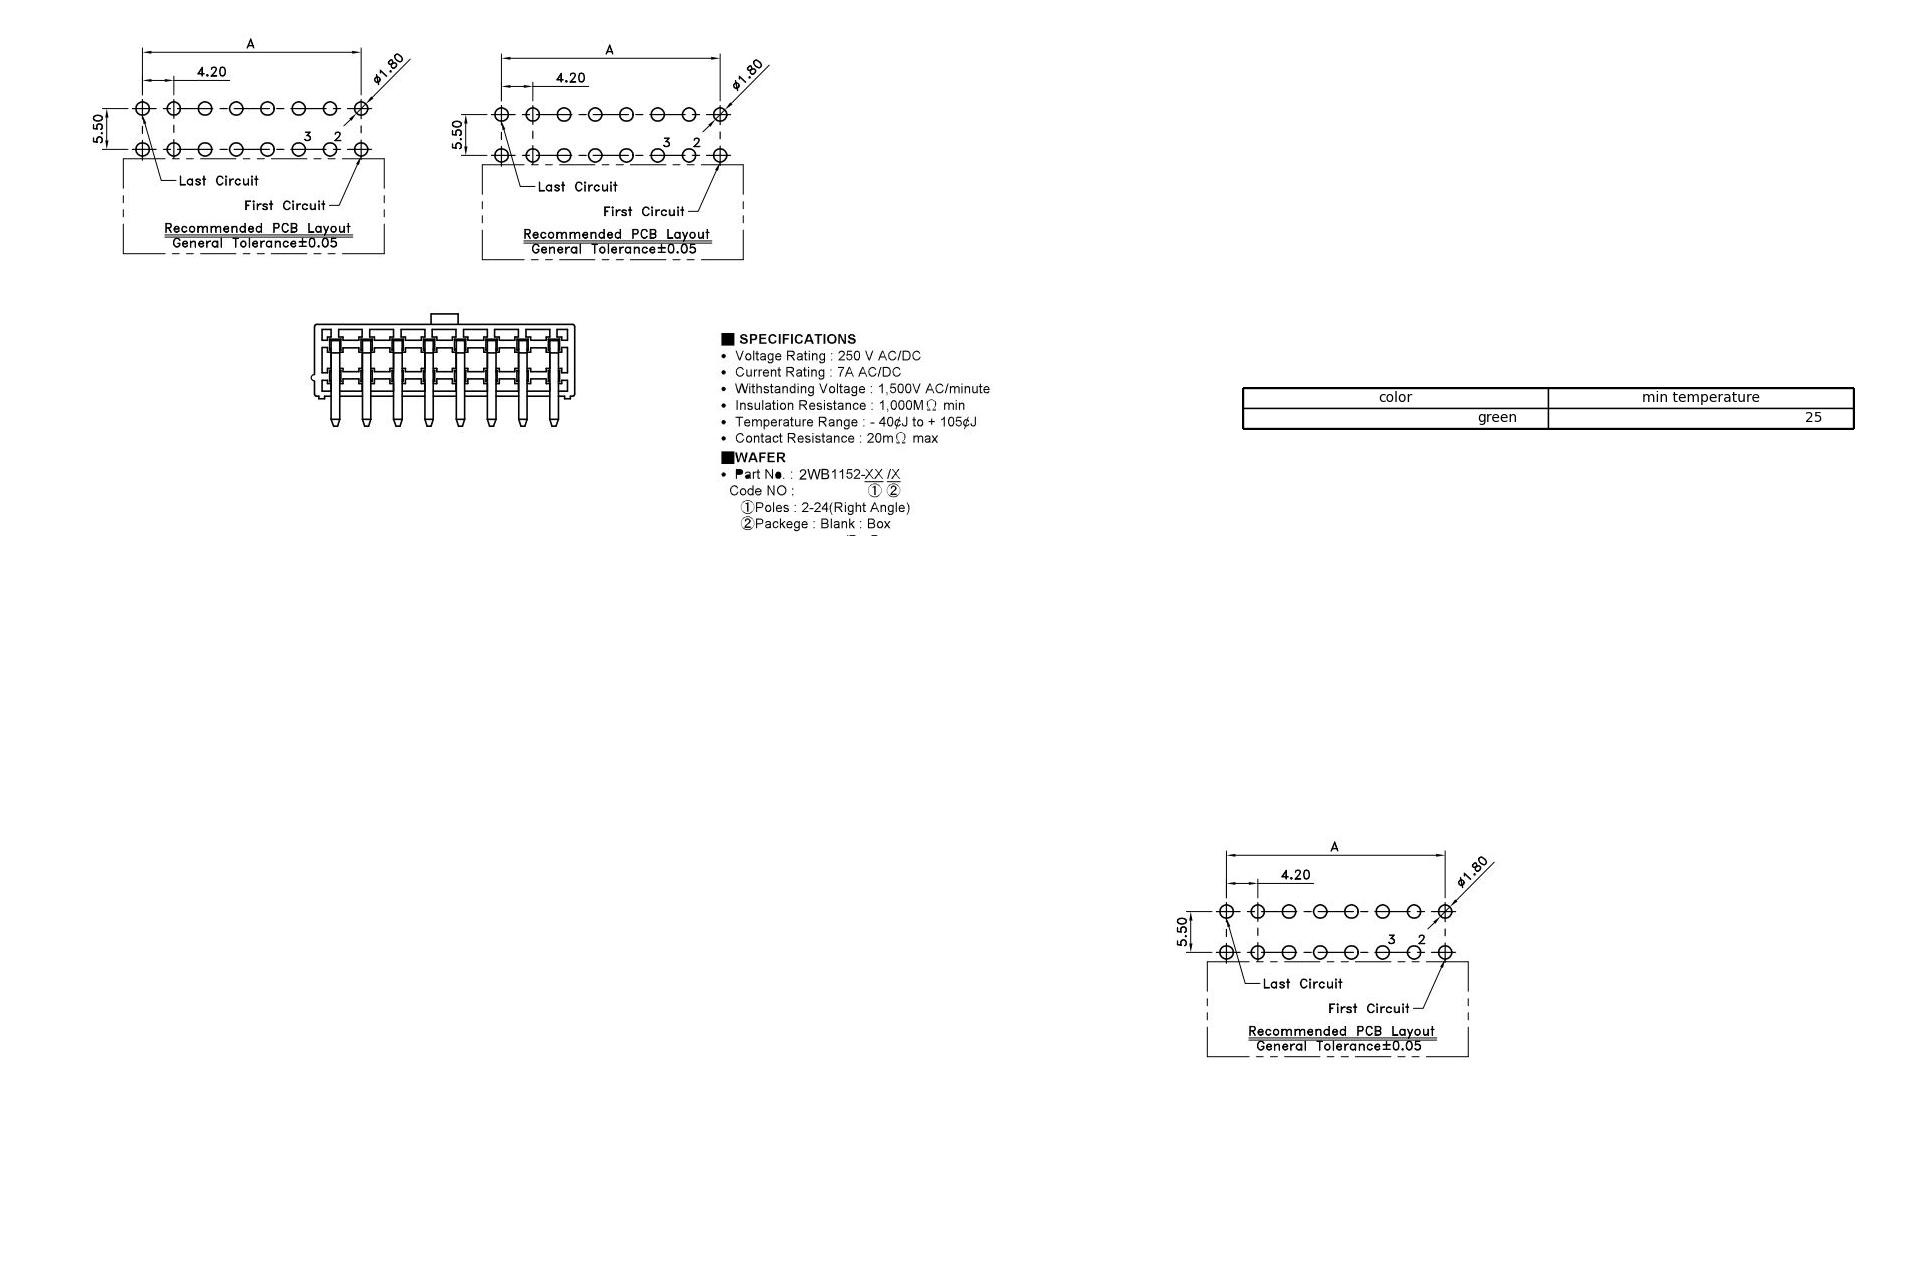 A
4.20
ø1.80
5.50
3 2
Last Circuit
First Circuit
Recommended PCB Layout
General Tolerance±0.05
A
4.20
ø1.80
5.50
3 2
Last Circuit
First Circuit
Recommended PCB Layout
General Tolerance±0.05
■ SPECIFICATIONS
• Voltage Rating : 250 V AC/DC
• Current Rating : 7A AC/DC
• Withstanding Voltage : 1,500V AC/minute
• Insulation Resistance : 1,000MΩ min
• Temperature Range : - 40¢J to + 105¢J
• Contact Resistance : 20mΩ max
■WAFER
• Part No. : 2WB1152-XX /X
Code NO : ① ②
①Poles : 2-24(Right Angle)
②Packege : Blank : Box
color min temperature
green 25
A
4.20
ø1.80
5.50
3 2
Last Circuit
First Circuit
Recommended PCB Layout
General Tolerance±0.05